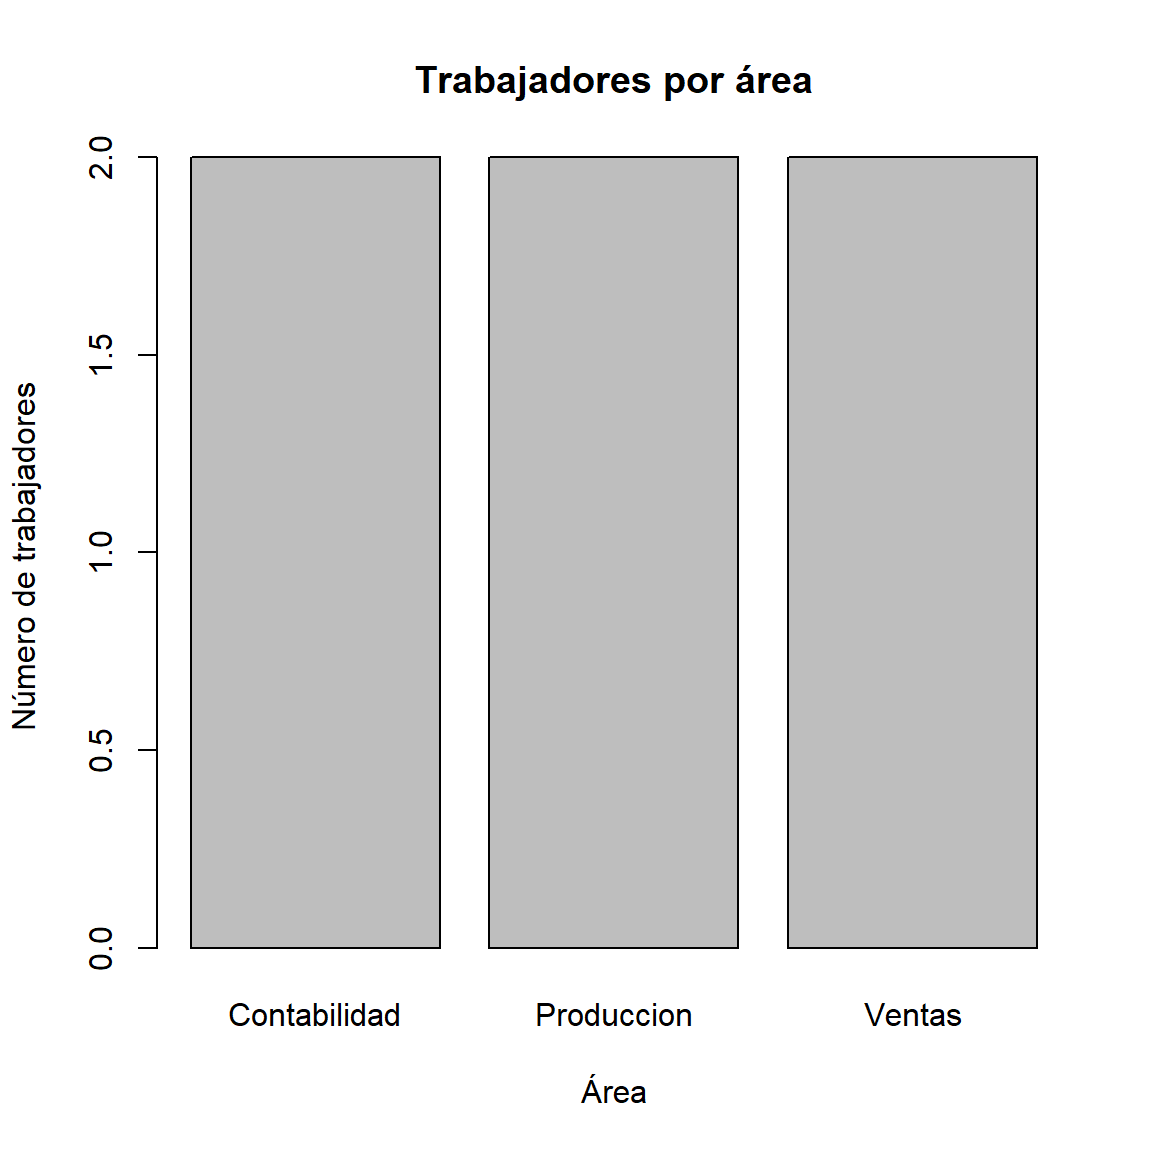 Trabajadores por área
2.0
1.5
1.0
0.5
0.0
Número de trabajadores
Contabilidad
Produccion
Ventas
Área